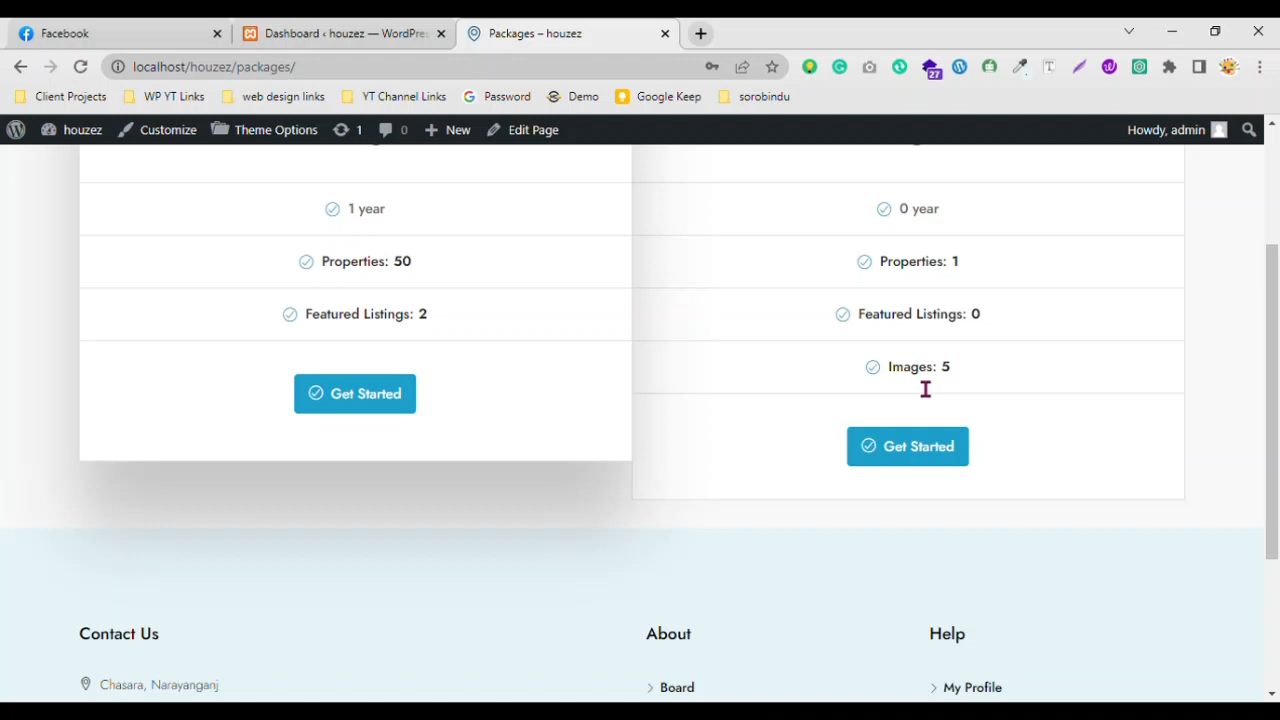 Facebook
Dashboard ‹ houzez — WordPre
Packages – houzez
localhost/houzez/packages/
27
Client Projects
WP YT Links
web design links
YT Channel Links
Password
Demo
Google Keep
sorobindu
houzez
Customize
Theme Options
1
0
New
Edit Page
Howdy, admin
1 year
Properties: 50
Featured Listings: 2
Get Started
0 year
Properties: 1
Featured Listings: 0
Images: 5
Get Started
Contact Us
Chasara, Narayanganj
About
Board
Help
My Profile